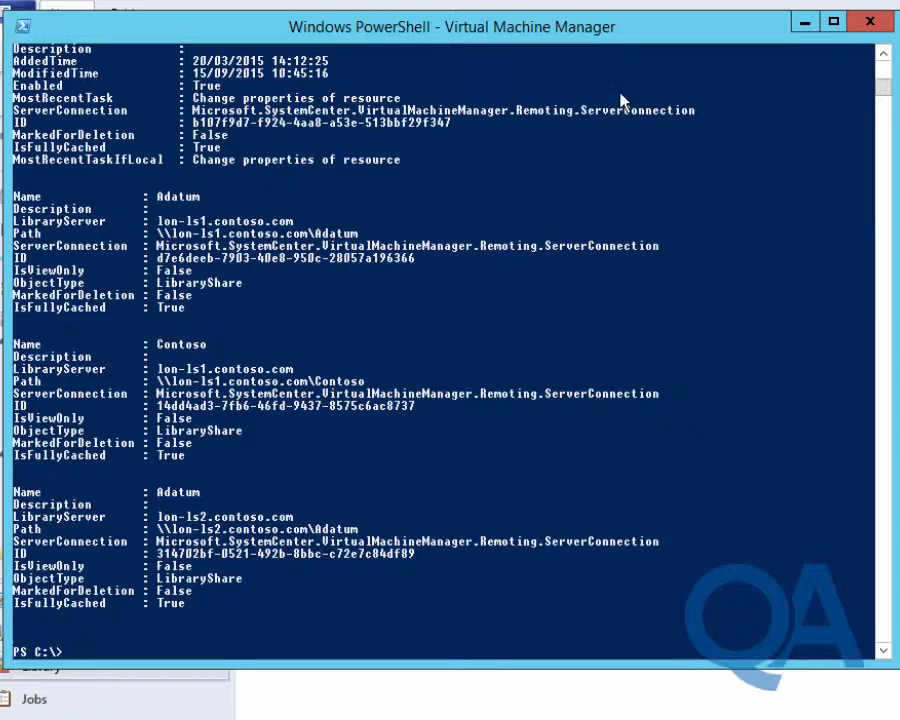 Windows PowerShell - Virtual Machine Manager
Description :
AddedTime : 20/03/2015 14:12:25
ModifiedTime : 15/09/2015 10:45:16
Enabled : True
MostRecentTask : Change properties of resource
ServerConnection : Microsoft.SystemCenter.VirtualMachineManager.Remoting.ServerConnection
ID : b107f9d7-f924-4aa8-a53e-513bbf29f347
MarkedForDeletion : False
IsFullyCached : True
MostRecentTaskIfLocal : Change properties of resource
Name : Adatum
Description :
LibraryServer : lon-ls1.contoso.com
Path : \\lon-ls1.contoso.com\Adatum
ServerConnection : Microsoft.SystemCenter.VirtualMachineManager.Remoting.ServerConnection
ID : d7e6deeb-7903-40e8-950c-28057a196366
IsViewOnly : False
ObjectType : LibraryShare
MarkedForDeletion : False
IsFullyCached : True
Name : Contoso
Description :
LibraryServer : lon-ls1.contoso.com
Path : \\lon-ls1.contoso.com\Contoso
ServerConnection : Microsoft.SystemCenter.VirtualMachineManager.Remoting.ServerConnection
ID : 14dd4ad3-7fb6-46fd-9437-8575c6ac8737
IsViewOnly : False
ObjectType : LibraryShare
MarkedForDeletion : False
IsFullyCached : True
Name : Adatum
Description :
LibraryServer : lon-ls2.contoso.com
Path : \\lon-ls2.contoso.com\Adatum
ServerConnection : Microsoft.SystemCenter.VirtualMachineManager.Remoting.ServerConnection
ID : 314702bf-0521-492b-8bbc-c72e7c84df89
IsViewOnly : False
ObjectType : LibraryShare
MarkedForDeletion : False
IsFullyCached : True
PS C:\>
QA
Library
Jobs